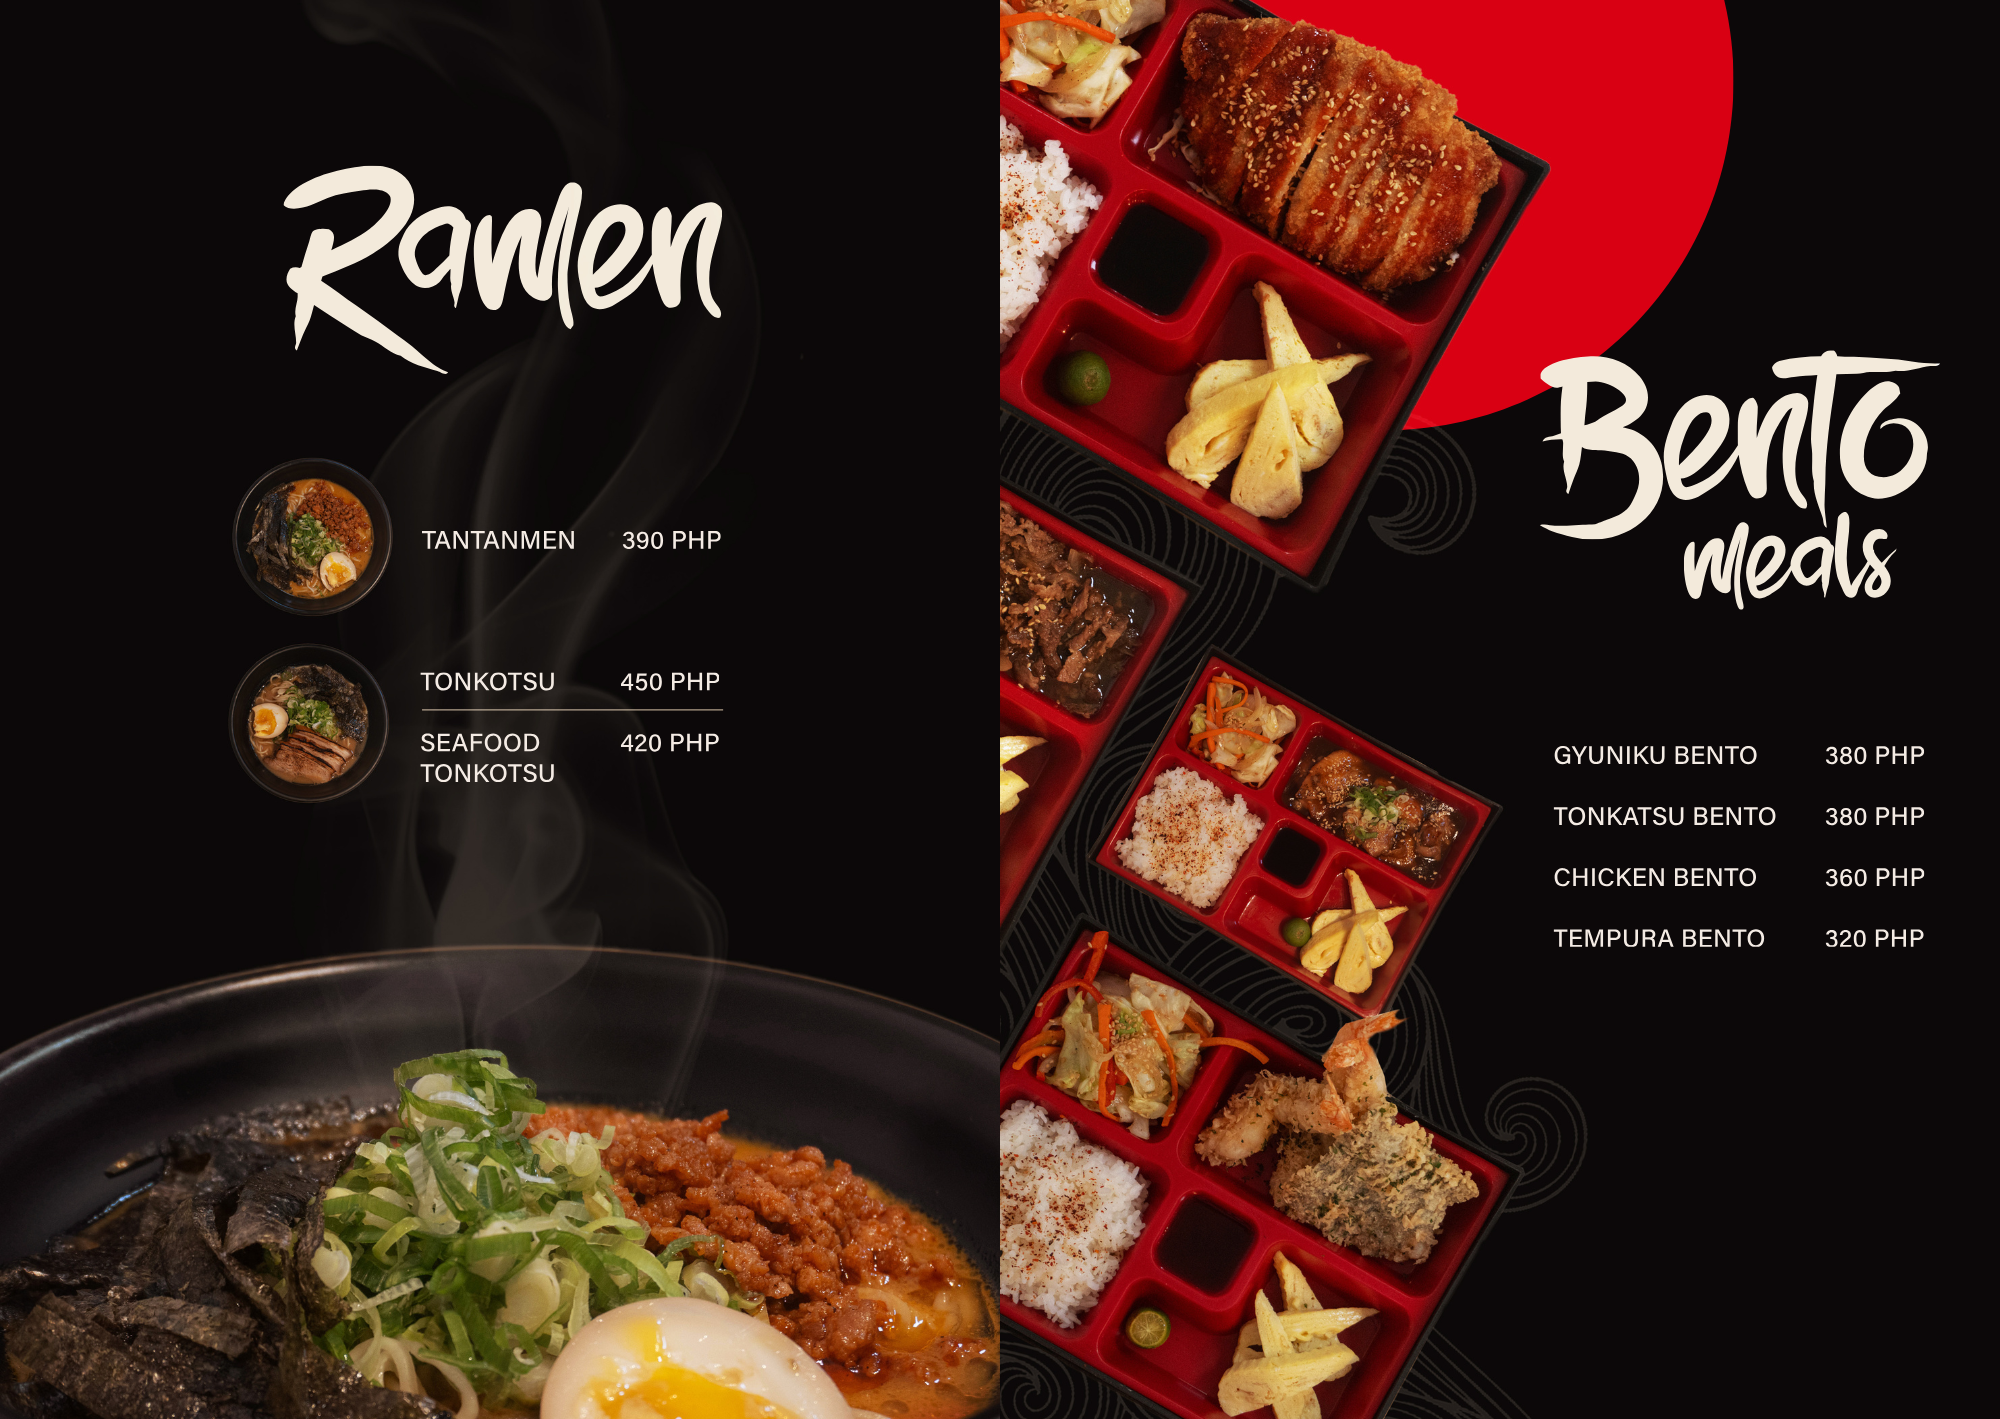 Ramen
TANTANMEN 390 PHP
TONKOTSU 450 PHP
SEAFOOD 420 PHP
TONKOTSU
Bento
meals
GYUNIKU BENTO 380 PHP
TONKATSU BENTO 380 PHP
CHICKEN BENTO 360 PHP
TEMPURA BENTO 320 PHP